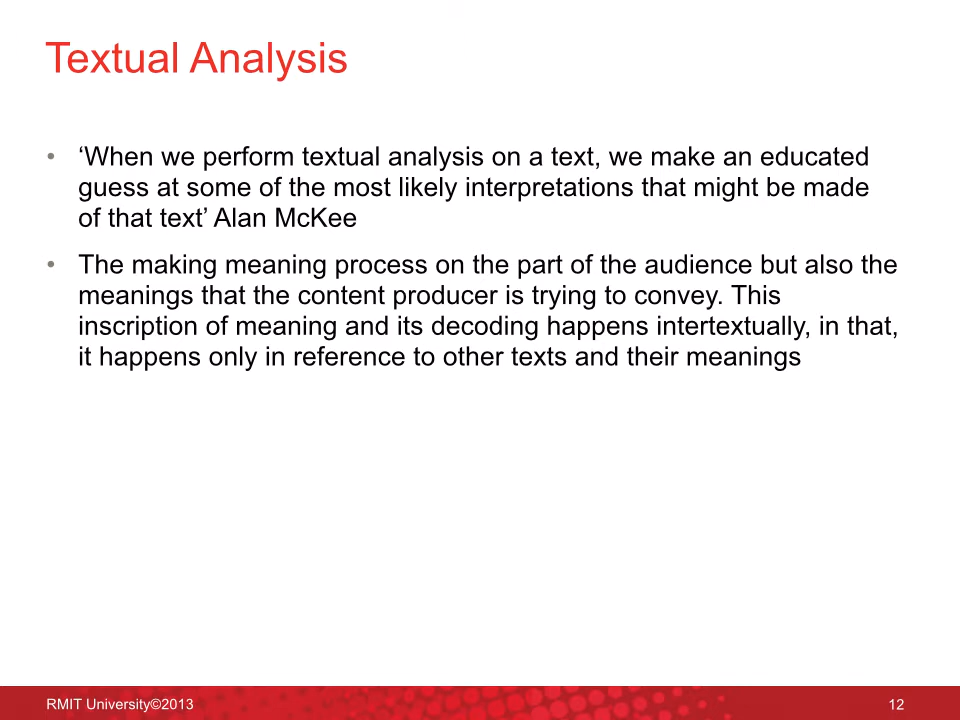 Textual Analysis
• ‘When we perform textual analysis on a text, we make an educated
guess at some of the most likely interpretations that might be made
of that text’ Alan McKee
• The making meaning process on the part of the audience but also the
meanings that the content producer is trying to convey. This
inscription of meaning and its decoding happens intertextually, in that,
it happens only in reference to other texts and their meanings
RMIT University©2013
12